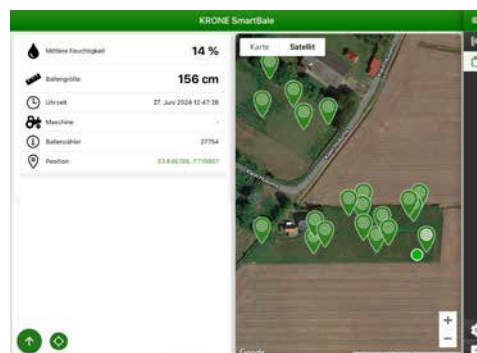 KRONE SmartBale
Mittlere Feuchtigkeit 14 %
Ballengröße 156 cm
Uhrzeit 27. Juni 2024 12:47:26
Maschine -
Ballenzähler 27754
Position
Karte Satellit
Google
+
−